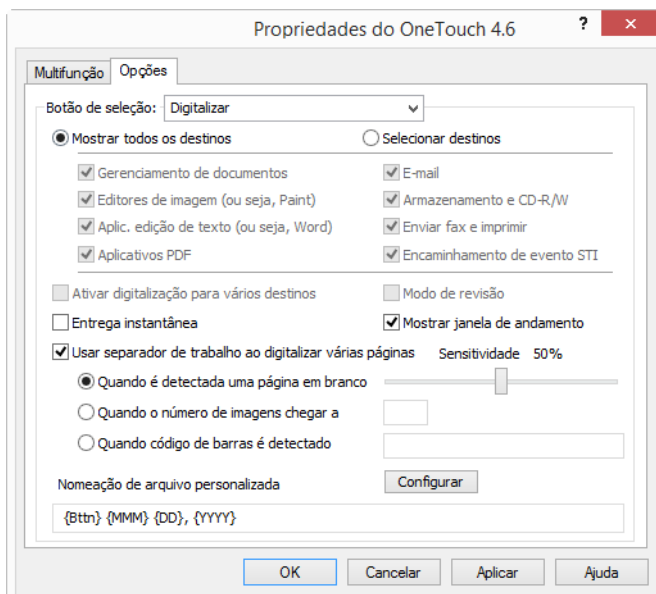 Propriedades do OneTouch 4.6 ?
Multifunção Opções
Botão de seleção: Digitalizar
Mostrar todos os destinos Selecionar destinos
Gerenciamento de documentos E-mail
Editores de imagem (ou seja, Paint) Armazenamento e CD-R/W
Aplic. edição de texto (ou seja, Word) Enviar fax e imprimir
Aplicativos PDF Encaminhamento de evento STI
Ativar digitalização para vários destinos Modo de revisão
Entrega instantânea Mostrar janela de andamento
Usar separador de trabalho ao digitalizar várias páginas Sensitividade 50%
Quando é detectada uma página em branco
Quando o número de imagens chegar a
Quando código de barras é detectado
Nomeação de arquivo personalizada Configurar
{Bttn} {MMM} {DD}, {YYYY}
OK Cancelar Aplicar Ajuda